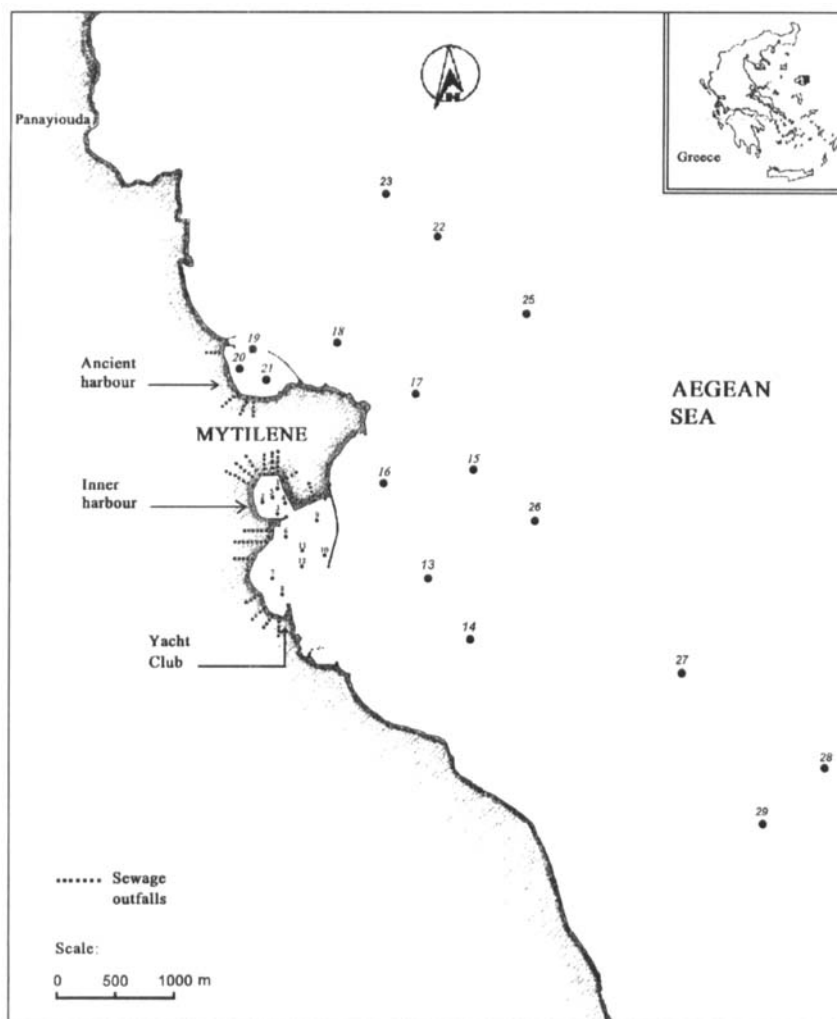 Panayiouda
Greece
23
22
25
19
18
20
21
Ancient
harbour
17
AEGEAN
SEA
MYTILENE
15
16
Inner
harbour
26
13
14
Yacht
Club
27
28
29
Sewage
outfalls
Scale:
0 500 1000 m